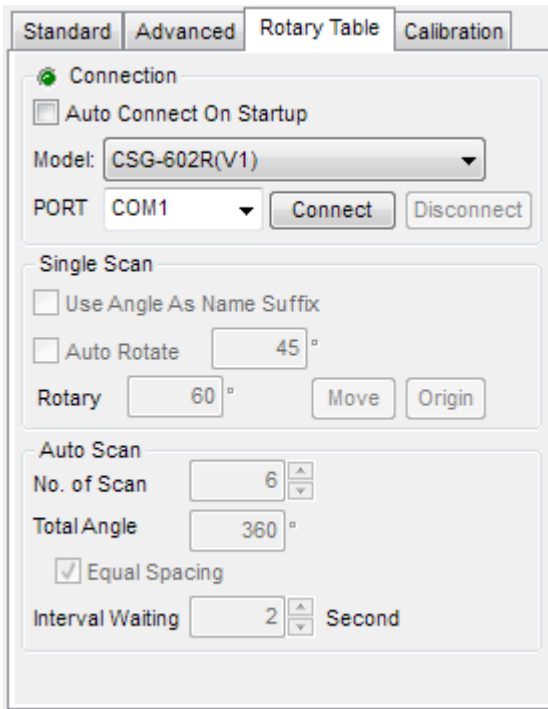 Standard Advanced Rotary Table Calibration
Connection
Auto Connect On Startup
Model: CSG-602R(V1)
PORT COM1 Connect Disconnect
Single Scan
Use Angle As Name Suffix
Auto Rotate 45 °
Rotary 60 ° Move Origin
Auto Scan
No. of Scan 6
Total Angle 360 °
Equal Spacing
Interval Waiting 2 Second